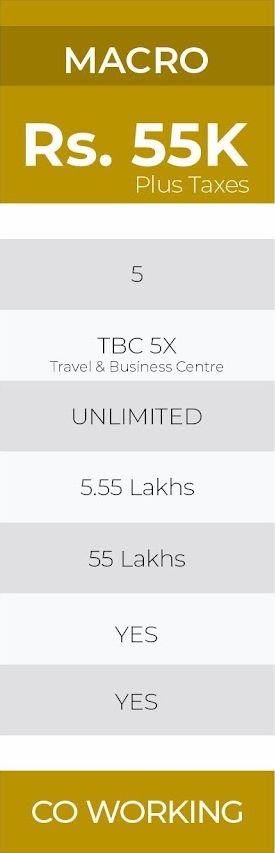 MACRO
Rs. 55K
Plus Taxes
5
TBC 5X
Travel & Business Centre
UNLIMITED
5.55 Lakhs
55 Lakhs
YES
YES
CO WORKING